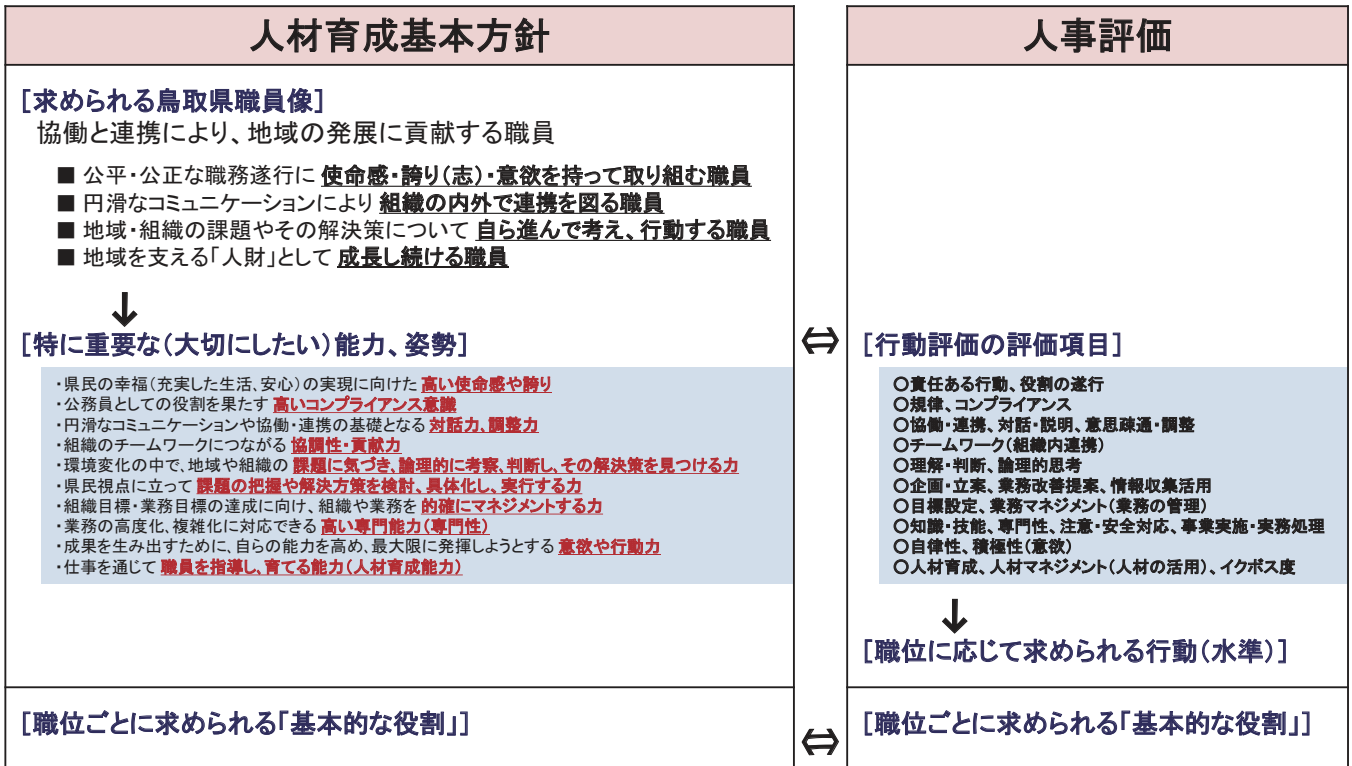 人材育成基本方針
[求められる鳥取県職員像]
協働と連携により、地域の発展に貢献する職員
■ 公平・公正な職務遂行に 使命感・誇り(志)・意欲を持って取り組む職員
■ 円滑なコミュニケーションにより 組織の内外で連携を図る職員
■ 地域・組織の課題やその解決策について 自ら進んで考え、行動する職員
■ 地域を支える「人財」として 成長し続ける職員
↓
[特に重要な(大切にしたい)能力、姿勢]
・県民の幸福(充実した生活、安心)の実現に向けた 高い使命感や誇り
・公務員としての役割を果たす 高いコンプライアンス意識
・円滑なコミュニケーションや協働・連携の基礎となる 対話力、調整力
・組織のチームワークにつながる 協調性・貢献力
・環境変化の中で、地域や組織の 課題に気づき、論理的に考察、判断し、その解決策を見つける力
・県民視点に立って 課題の把握や解決方策を検討、具体化し、実行する力
・組織目標・業務目標の達成に向け、組織や業務を 的確にマネジメントする力
・業務の高度化、複雑化に対応できる 高い専門能力(専門性)
・成果を生み出すために、自らの能力を高め、最大限に発揮しようとする 意欲や行動力
・仕事を通じて 職員を指導し、育てる能力(人材育成能力)
[職位ごとに求められる「基本的な役割」]
⇔
⇔
人事評価
[行動評価の評価項目]
○責任ある行動、役割の遂行
○規律、コンプライアンス
○協働・連携、対話・説明、意思疎通・調整
○チームワーク(組織内連携)
○理解・判断、論理的思考
○企画・立案、業務改善提案、情報収集活用
○目標設定、業務マネジメント(業務の管理)
○知識・技能、専門性、注意・安全対応、事業実施・実務処理
○自律性、積極性(意欲)
○人材育成、人材マネジメント(人材の活用)、イクボス度
↓
[職位に応じて求められる行動(水準)]
[職位ごとに求められる「基本的な役割」]